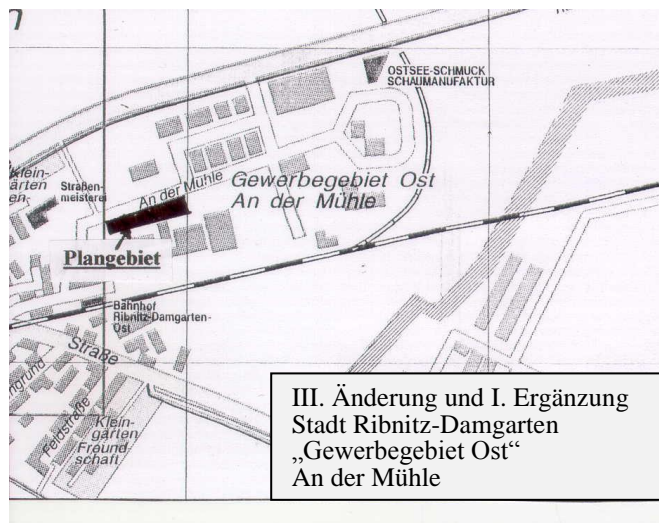 OSTSEE-SCHMUCK
SCHAUMANUFAKTUR
Klein-
gärten
Straßen-
meisterei
An der Mühle
Gewerbegebiet Ost
An der Mühle
Plangebiet
Bahnhof
Ribnitz-Damgarten-
Ost
Straße
Feldstraße
Klein-
gärten
Freund
schaft
III. Änderung und I. Ergänzung
Stadt Ribnitz-Damgarten
„Gewerbegebiet Ost“
An der Mühle